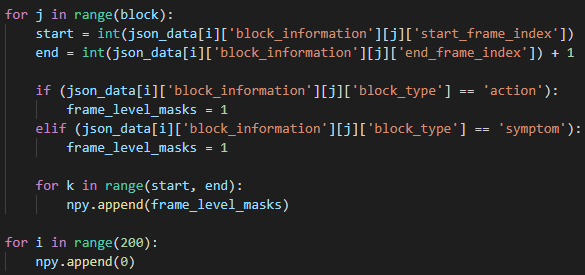 for j in range(block):
    start = int(json_data[i]['block_information'][j]['start_frame_index'])
    end = int(json_data[i]['block_information'][j]['end_frame_index']) + 1

    if (json_data[i]['block_information'][j]['block_type'] == 'action'):
        frame_level_masks = 1
    elif (json_data[i]['block_information'][j]['block_type'] == 'symptom'):
        frame_level_masks = 1

    for k in range(start, end):
        npy.append(frame_level_masks)

for i in range(200):
    npy.append(0)